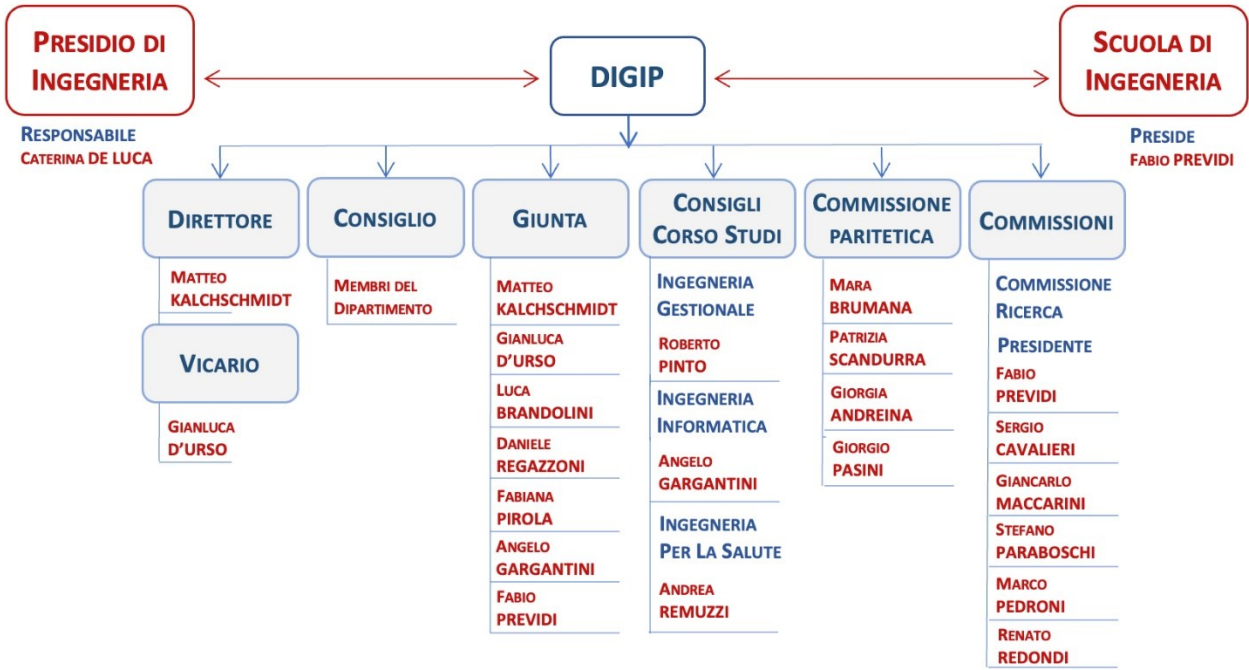 PRESIDIO DI
INGEGNERIA
RESPONSABILE
CATERINA DE LUCA
DIGIP
SCUOLA DI
INGEGNERIA
PRESIDE
FABIO PREVIDI
DIRETTORE
MATTEO
KALCHSCHMIDT
VICARIO
GIANLUCA
D'URSO
CONSIGLIO
MEMBRI DEL
DIPARTIMENTO
GIUNTA
MATTEO
KALCHSCHMIDT
GIANLUCA
D'URSO
LUCA
BRANDOLINI
DANIELE
REGAZZONI
FABIANA
PIROLA
ANGELO
GARGANTINI
FABIO
PREVIDI
CONSIGLI
CORSO STUDI
INGEGNERIA
GESTIONALE
ROBERTO
PINTO
INGEGNERIA
INFORMATICA
ANGELO
GARGANTINI
INGEGNERIA
PER LA SALUTE
ANDREA
REMUZZI
COMMISSIONE
PARITETICA
MARA
BRUMANA
PATRIZIA
SCANDURRA
GIORGIA
ANDREINA
GIORGIO
PASINI
COMMISSIONI
COMMISSIONE
RICERCA
PRESIDENTE
FABIO
PREVIDI
SERGIO
CAVALIERI
GIANCARLO
MACCARINI
STEFANO
PARABOSCHI
MARCO
PEDRONI
RENATO
REDONDI